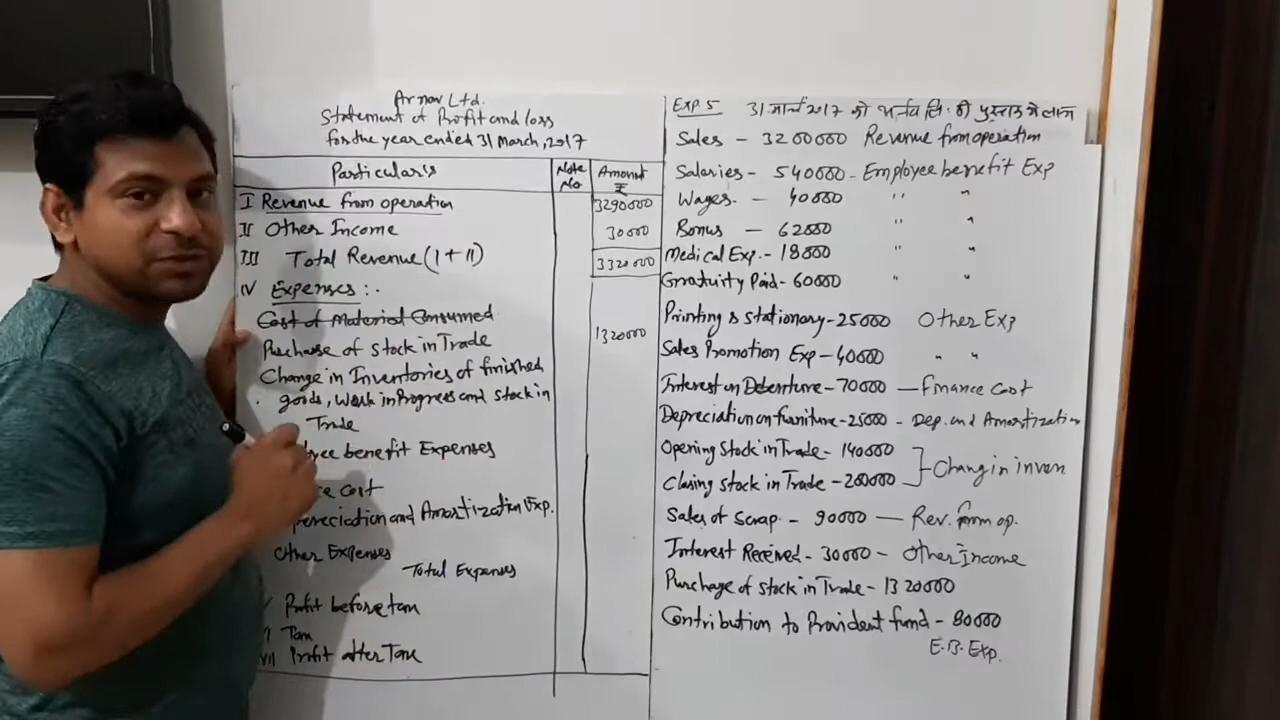 Arnav Ltd.
Statement of Profit and loss
for the year ended 31 March, 2017
Particulars
Note No
Amount ₹
I Revenue from operation 3290000
II Other Income 30000
III Total Revenue (I + II) 3320000
IV Expenses :-
Cost of Material Consumed
Purchase of stock in Trade 1320000
Change in Inventories of finished
goods, Work in Progress and stock in
Trade
benefit Expenses
Cost
and Amortization Exp.
Other Expenses
Total Expenses
Profit before tax
Tax
VII Profit after Tax
Exp 5 31 मार्च 2017 को लि. की पुस्तक में
Sales - 3200000 Revenue from operation
Salaries - 540000 - Employee benefit Exp
Wages. - 40000 " "
Bonus - 62000 " "
Medical Exp. - 18000 " "
Gratuity Paid - 60000 " "
Printing & stationary - 25000 Other Exp
Sales Promotion Exp - 40000 " "
Interest on Debenture - 70000 - finance Cost
Depreciation on furniture - 25000 - Dep. and Amortization
Opening Stock in Trade - 140000
Closing Stock in Trade - 200000
Chang in inven
Sales of Scrap. - 90000 - Rev. from op.
Interest Received - 30000 - Other Income
Purchage of Stock in Trade - 1320000
Contribution to Provident fund - 80000
E.B. Exp.